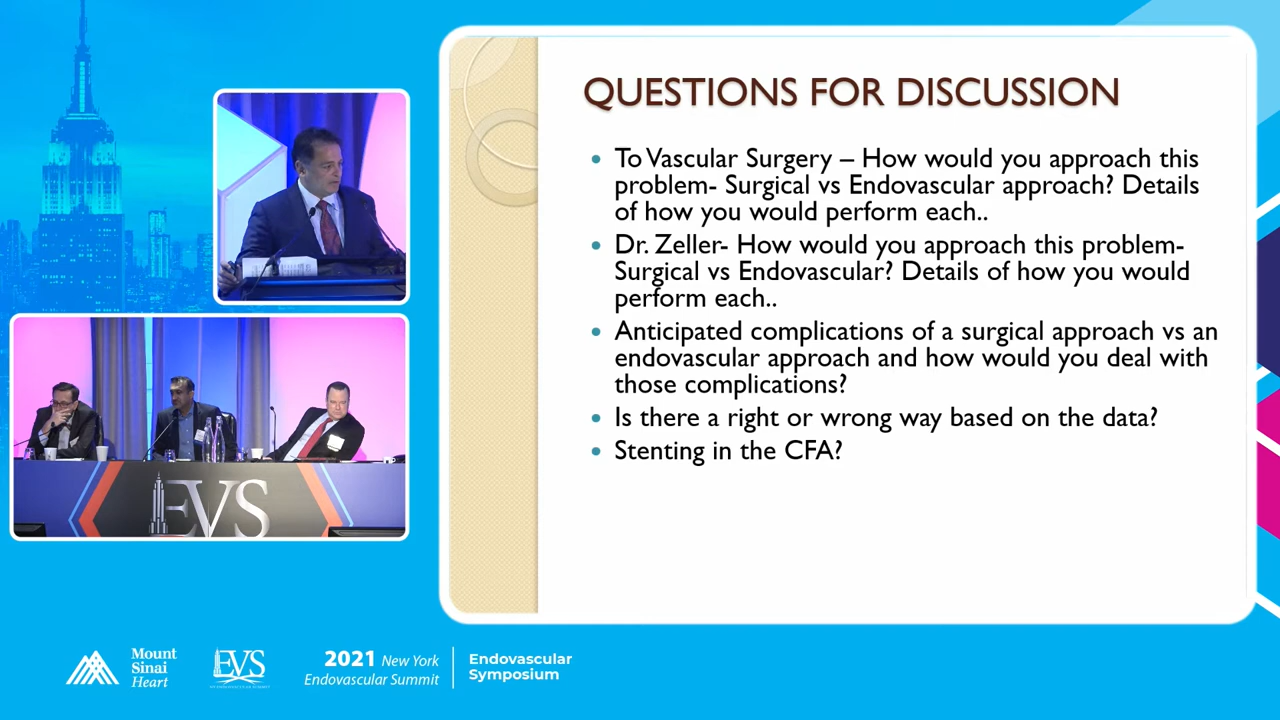 QUESTIONS FOR DISCUSSION
• To Vascular Surgery – How would you approach this
problem- Surgical vs Endovascular approach? Details
of how you would perform each..
• Dr. Zeller- How would you approach this problem-
Surgical vs Endovascular? Details of how you would
perform each..
• Anticipated complications of a surgical approach vs an
endovascular approach and how would you deal with
those complications?
• Is there a right or wrong way based on the data?
• Stenting in the CFA?
EVS
Mount
Sinai
Heart
EVS
2021 New York
Endovascular Summit
Endovascular
Symposium